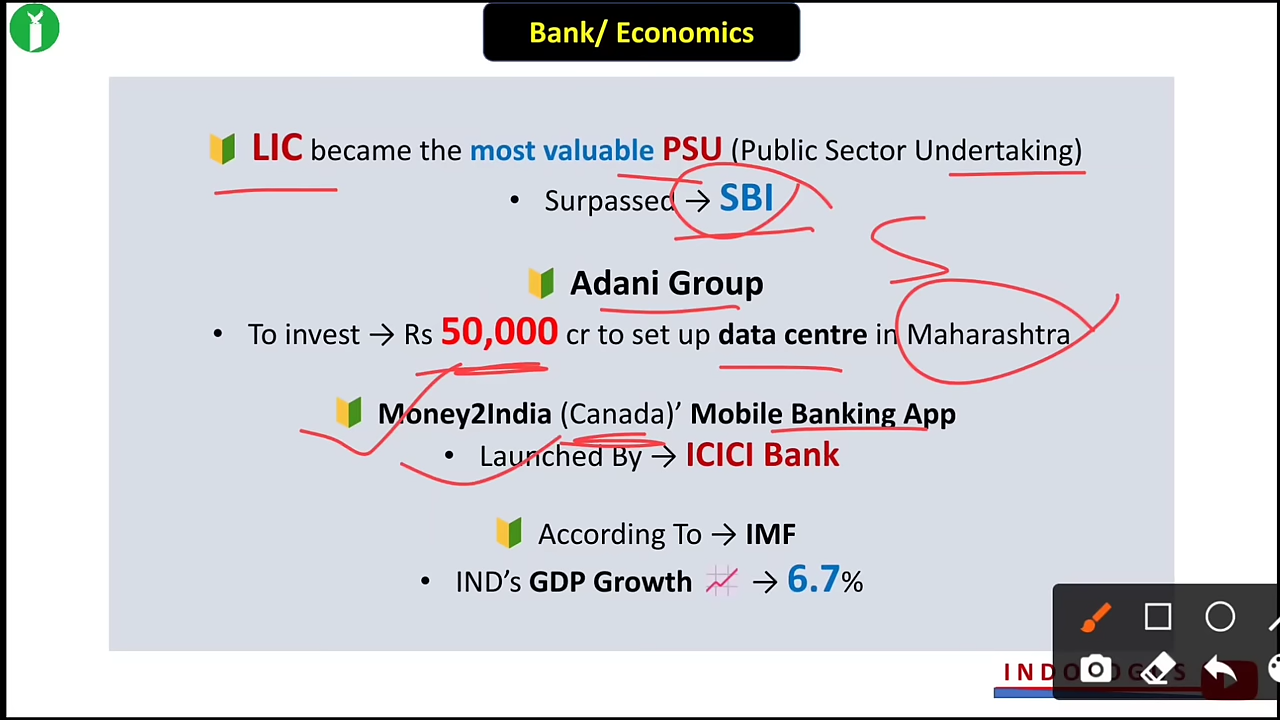 Bank/ Economics
LIC became the most valuable PSU (Public Sector Undertaking)
• Surpassed → SBI
Adani Group
• To invest → Rs 50,000 cr to set up data centre in Maharashtra
Money2India (Canada)’ Mobile Banking App
• Launched By → ICICI Bank
According To → IMF
• IND’s GDP Growth → 6.7%